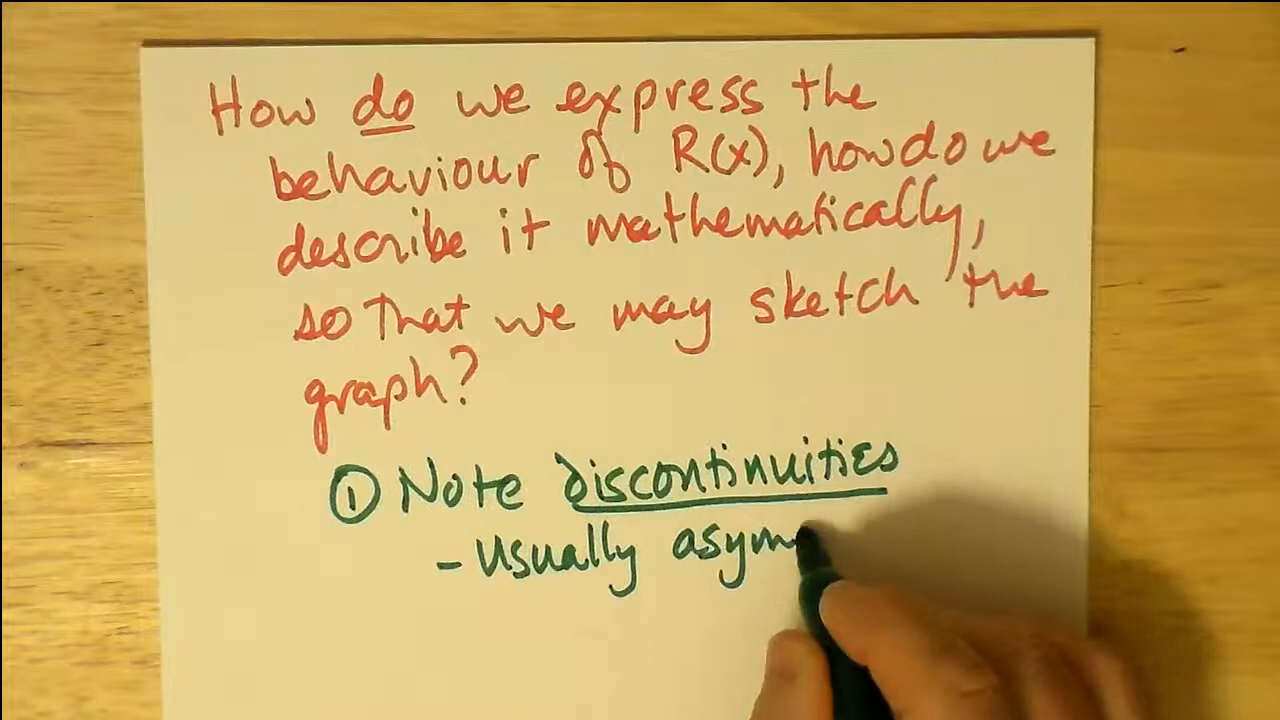 How do we express the
behaviour of R(x), how do we
describe it mathematically,
so that we may sketch the
graph?
① Note discontinuities
- usually asym